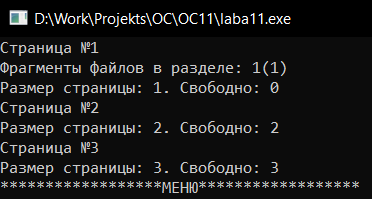 D:\Work\Projekts\OC\OC11\laba11.exe
Страница №1
Фрагменты файлов в разделе: 1(1)
Размер страницы: 1. Свободно: 0
Страница №2
Размер страницы: 2. Свободно: 2
Страница №3
Размер страницы: 3. Свободно: 3
******************МЕНЮ******************